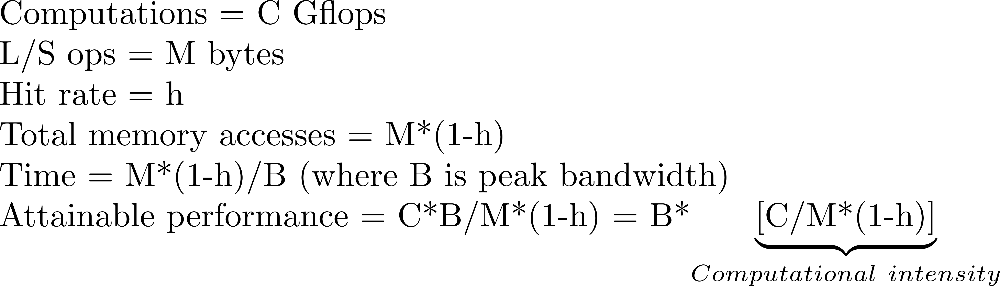 Computations = C Gflops
L/S ops = M bytes
Hit rate = h
Total memory accesses = M*(1-h)
Time = M*(1-h)/B (where B is peak bandwidth)
Attainable performance = C*B/M*(1-h) = B* [C/M*(1-h)]
Computational intensity